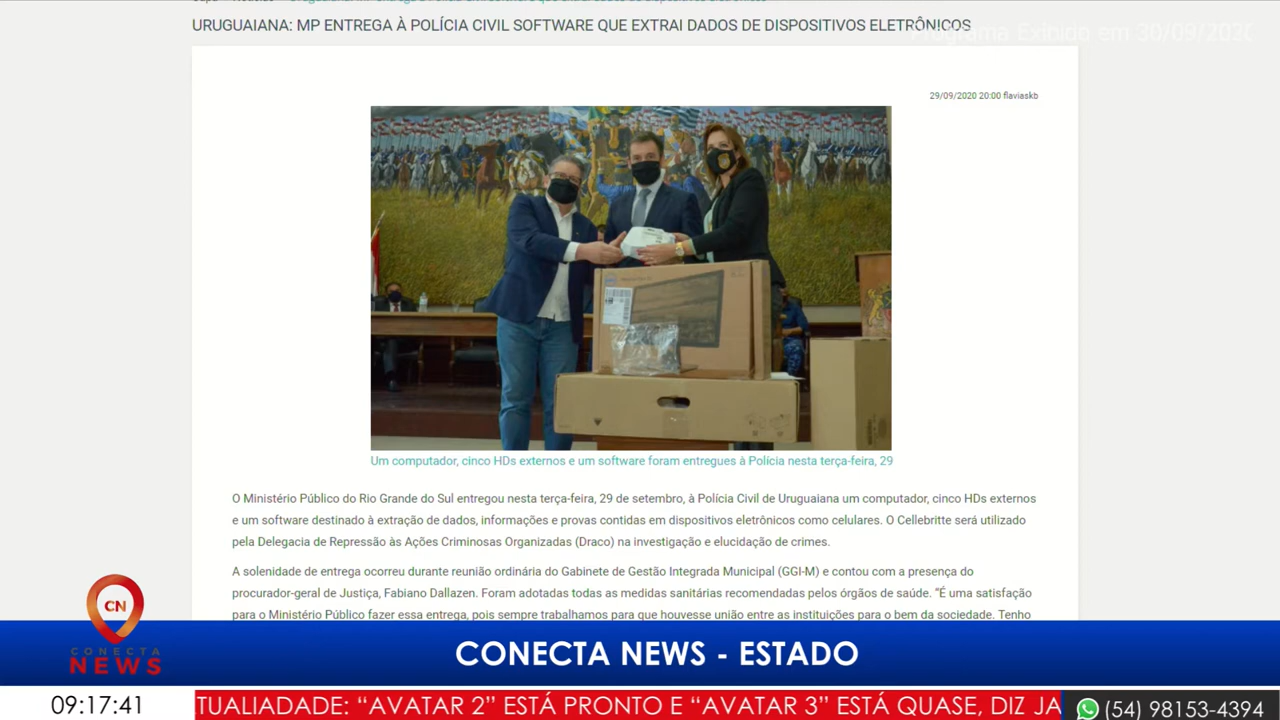 URUGUAIANA: MP ENTREGA À POLÍCIA CIVIL SOFTWARE QUE EXTRAI DADOS DE DISPOSITIVOS ELETRÔNICOS
Programa Exibido em 30/09/2020
29/09/2020 20:00 flaviaskb
Um computador, cinco HDs externos e um software foram entregues à Polícia nesta terça-feira, 29
O Ministério Público do Rio Grande do Sul entregou nesta terça-feira, 29 de setembro, à Polícia Civil de Uruguaiana um computador, cinco HDs externos
e um software destinado à extração de dados, informações e provas contidas em dispositivos eletrônicos como celulares. O Cellebritte será utilizado
pela Delegacia de Repressão às Ações Criminosas Organizadas (Draco) na investigação e elucidação de crimes.
A solenidade de entrega ocorreu durante reunião ordinária do Gabinete de Gestão Integrada Municipal (GGI-M) e contou com a presença do
procurador-geral de Justiça, Fabiano Dallazen. Foram adotadas todas as medidas sanitárias recomendadas pelos órgãos de saúde. “É uma satisfação
para o Ministério Público fazer essa entrega, pois sempre trabalhamos para que houvesse união entre as instituições para o bem da sociedade. Tenho
CN
CONECTA
NEWS
CONECTA NEWS - ESTADO
09:17:41
TUALIADADE: “AVATAR 2” ESTÁ PRONTO E “AVATAR 3” ESTÁ QUASE, DIZ JA
(54) 98153-4394